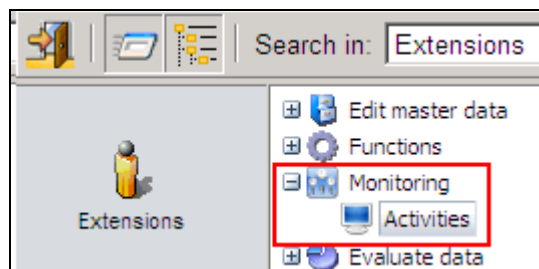 Search in: Extensions
Edit master data
Functions
Monitoring
Extensions
Activities
Evaluate data